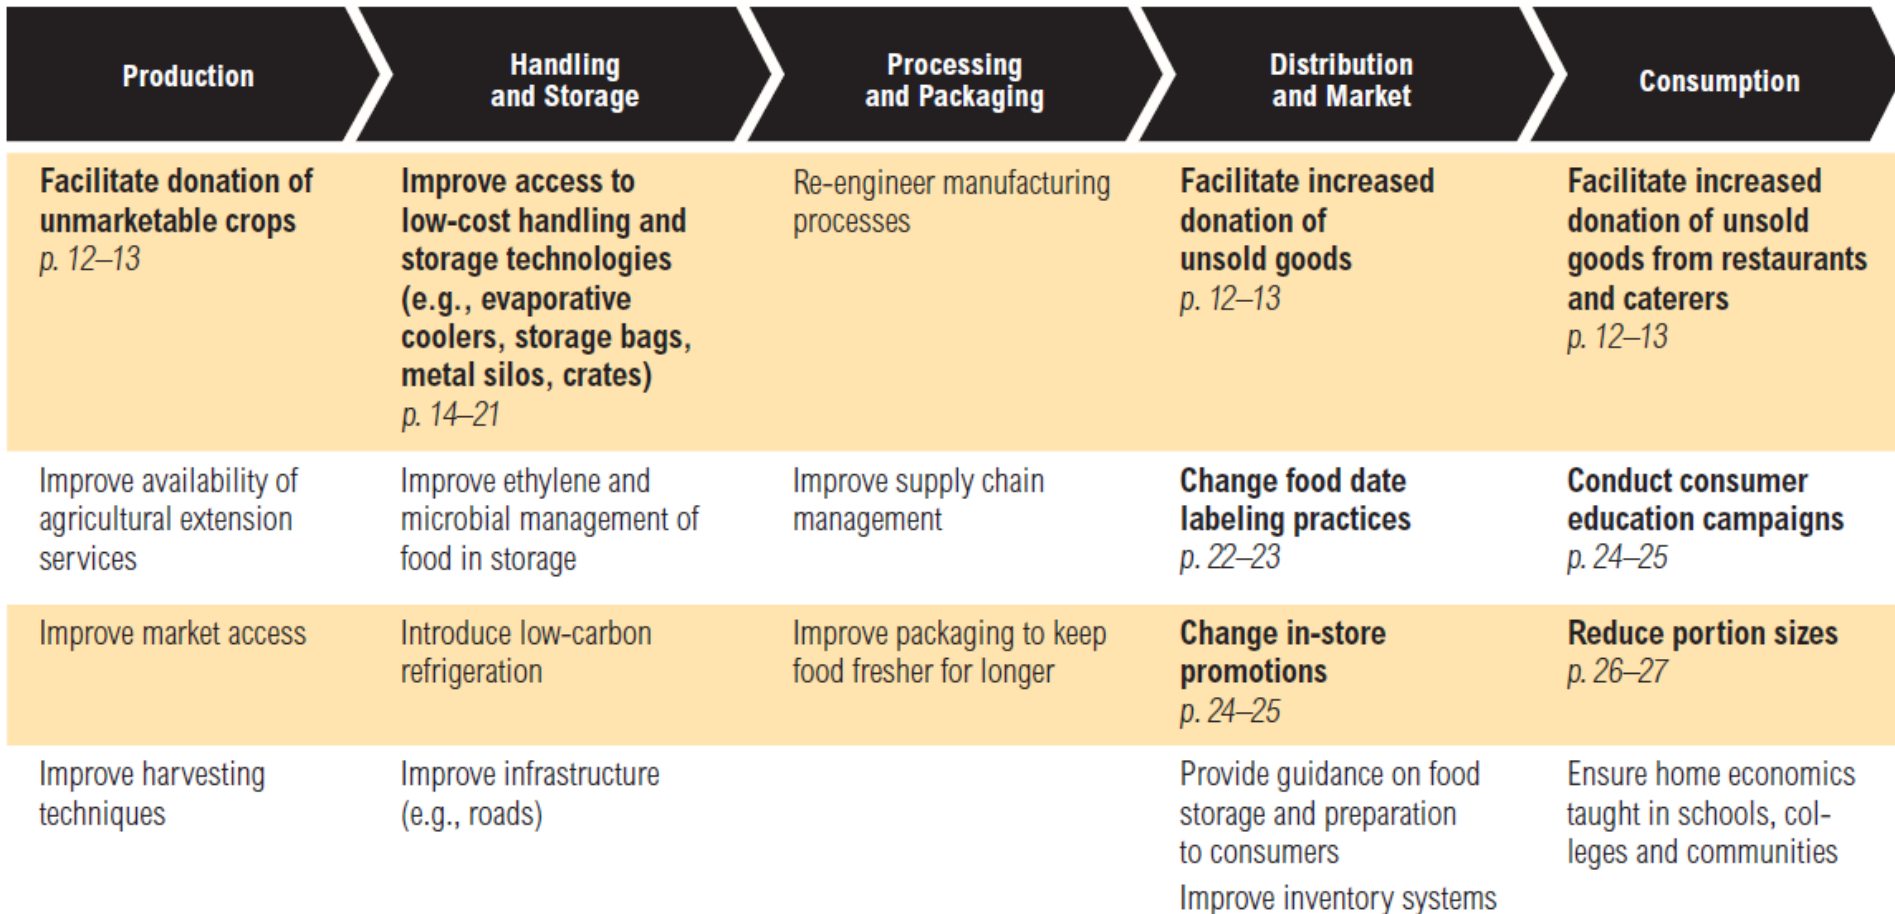 Production
Handling
and Storage
Processing
and Packaging
Distribution
and Market
Consumption
Facilitate donation of
unmarketable crops
p. 12–13
Improve access to
low-cost handling and
storage technologies
(e.g., evaporative
coolers, storage bags,
metal silos, crates)
p. 14–21
Re-engineer manufacturing
processes
Facilitate increased
donation of
unsold goods
p. 12–13
Facilitate increased
donation of unsold
goods from restaurants
and caterers
p. 12–13
Improve availability of
agricultural extension
services
Improve ethylene and
microbial management of
food in storage
Improve supply chain
management
Change food date
labeling practices
p. 22–23
Conduct consumer
education campaigns
p. 24–25
Improve market access
Introduce low-carbon
refrigeration
Improve packaging to keep
food fresher for longer
Change in-store
promotions
p. 24–25
Reduce portion sizes
p. 26–27
Improve harvesting
techniques
Improve infrastructure
(e.g., roads)
Provide guidance on food
storage and preparation
to consumers
Improve inventory systems
Ensure home economics
taught in schools, col-
leges and communities